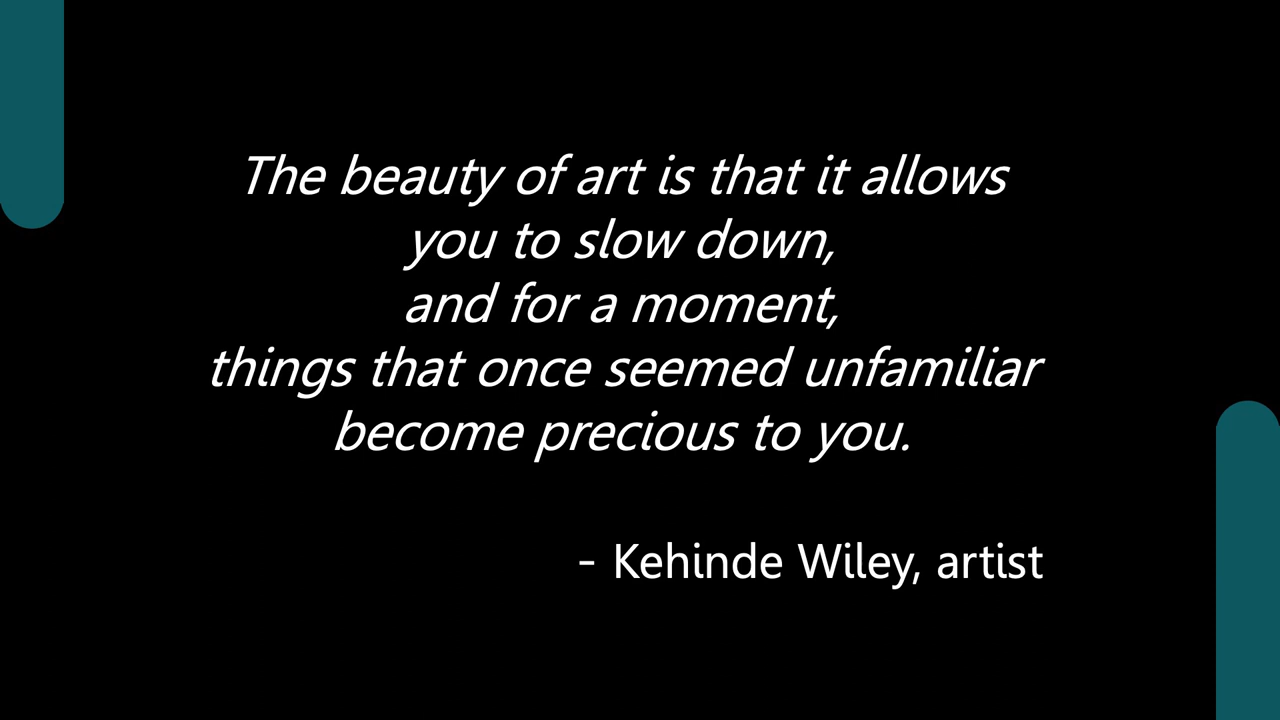 The beauty of art is that it allows
you to slow down,
and for a moment,
things that once seemed unfamiliar
become precious to you.
- Kehinde Wiley, artist